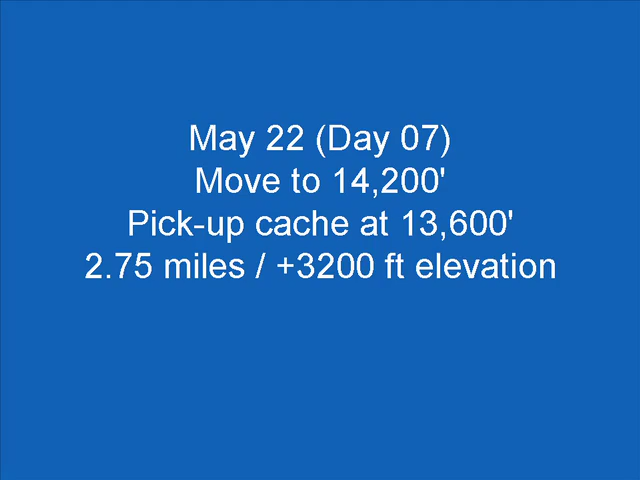 May 22 (Day 07)
Move to 14,200'
Pick-up cache at 13,600'
2.75 miles / +3200 ft elevation